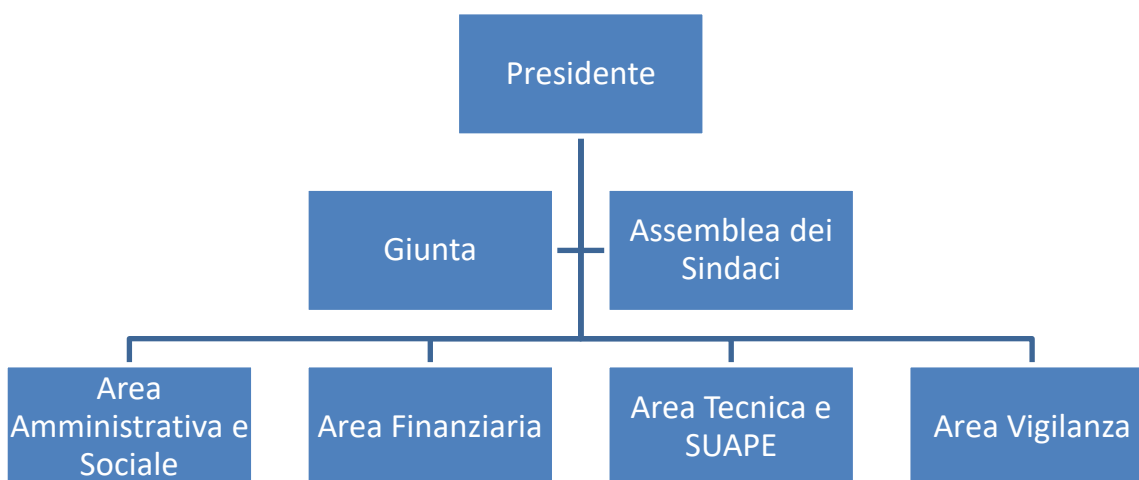 Presidente
Giunta
Assemblea dei
Sindaci
Area
Amministrativa e
Sociale
Area Finanziaria
Area Tecnica e
SUAPE
Area Vigilanza